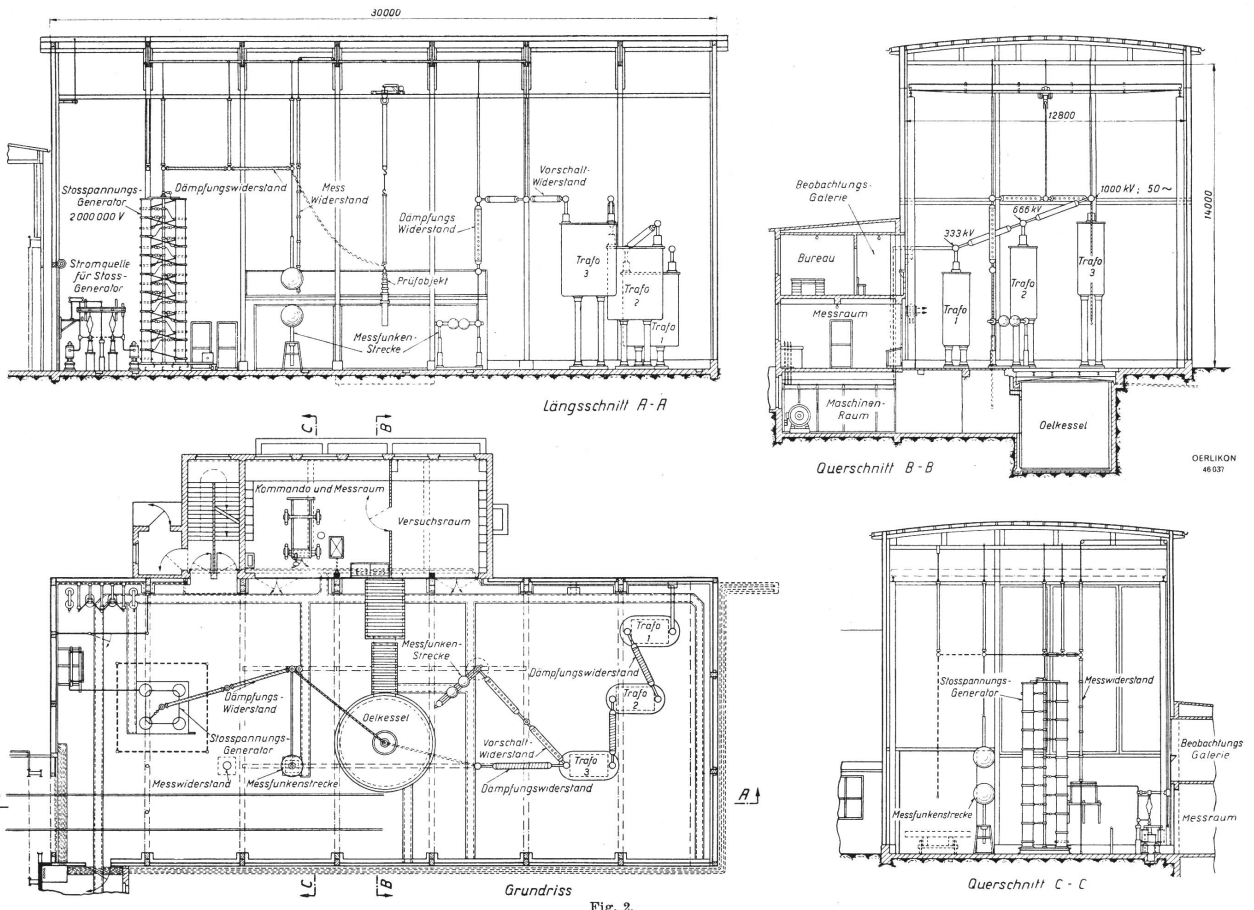 30000
Stosspannungs-
Generator
2 000 000 V
Dämpfungswiderstand
Mess
Widerstand
Dämpfungs
Widerstand
Vorschalt-
Widerstand
Stromquelle
für Stoss-
Generator
Prüfobjekt
Messfunken-
Strecke
Trafo
3
Trafo
2
Trafo
1
Längsschnitt A-A
12800
14000
1000 kV; 50~
666 kV
333 kV
Beobachtungs-
Galerie
Bureau
Messraum
Trafo
1
Trafo
2
Trafo
3
Maschinen-
Raum
Oelkessel
Querschnitt B-B
OERLIKON
46 037
C
B
Kommando und Messraum
Versuchsraum
Messfunken-
Strecke
Trafo
1
Dämpfungswiderstand
Trafo
2
Dämpfungs-
Widerstand
Oelkessel
Stosspannungs-
Generator
Vorschalt-
Widerstand
Trafo
3
Messwiderstand
Messfunkenstrecke
Dämpfungswiderstand
A
C
B
Grundriss
Stosspannungs-
Generator
Messwiderstand
Beobachtungs
Galerie
Messfunkenstrecke
Messraum
Querschnitt C-C
Fig. 2.